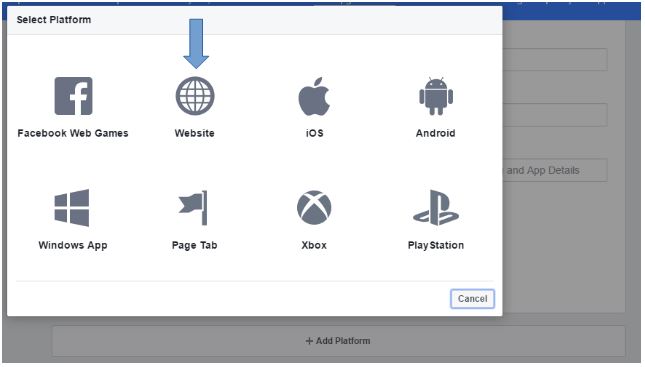 Select Platform
Facebook Web Games
Website
iOS
Android
and App Details
Windows App
Page Tab
Xbox
PlayStation
Cancel
+ Add Platform